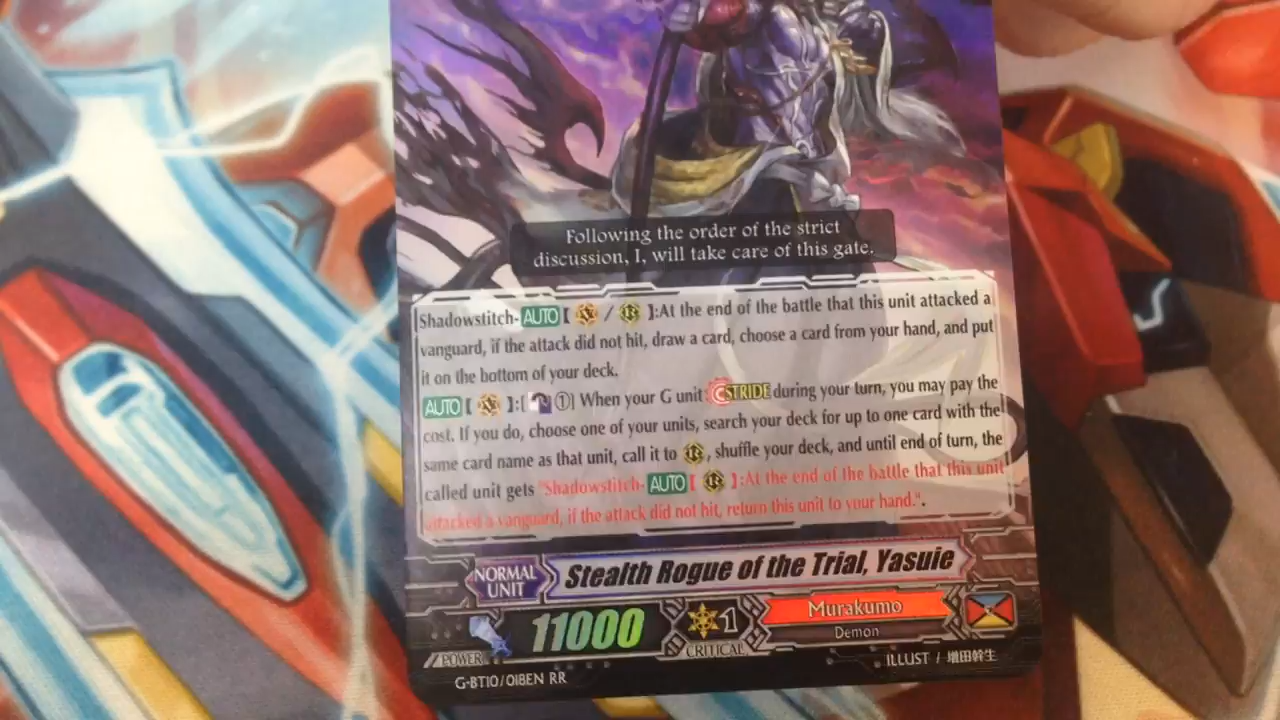 Following the order of the strict
discussion, I, will take care of this gate.
Shadowstitch-AUTO [ V / R ]:At the end of the battle that this unit attacked a
vanguard, if the attack did not hit, draw a card, choose a card from your hand, and put
it on the bottom of your deck.
AUTO [ V ]:[ ① ] When your G unit CSTRIDE during your turn, you may pay the
cost. If you do, choose one of your units, search your deck for up to one card with the
same card name as that unit, call it to R, shuffle your deck, and until end of turn, the
called unit gets "Shadowstitch-AUTO [ R ]:At the end of the battle that this unit
attacked a vanguard, if the attack did not hit, return this unit to your hand.".
NORMAL
UNIT
Stealth Rogue of the Trial, Yasuie
POWER
11000
1
CRITICAL
Murakumo
Demon
G-BT10/018EN RR
ILLUST / 増田幹生